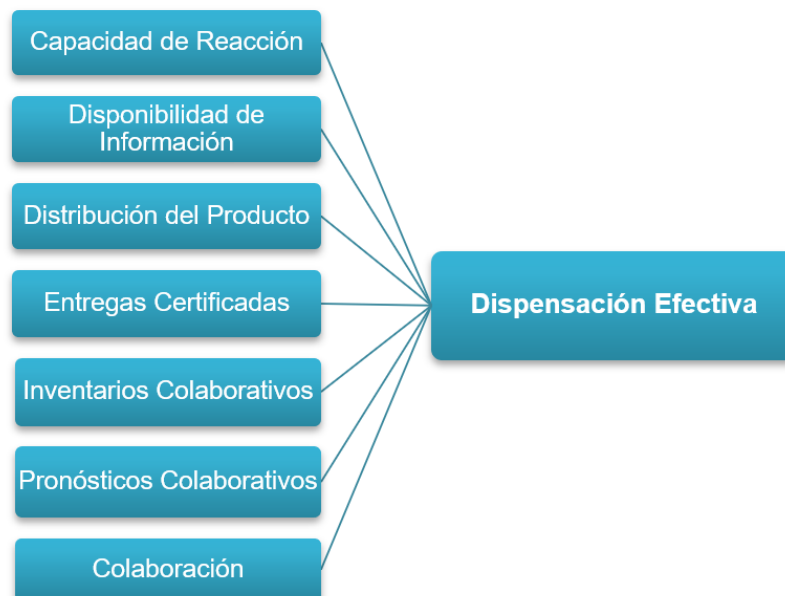 Capacidad de Reacción
Disponibilidad de
Información
Distribución del Producto
Entregas Certificadas
Inventarios Colaborativos
Pronósticos Colaborativos
Colaboración
Dispensación Efectiva